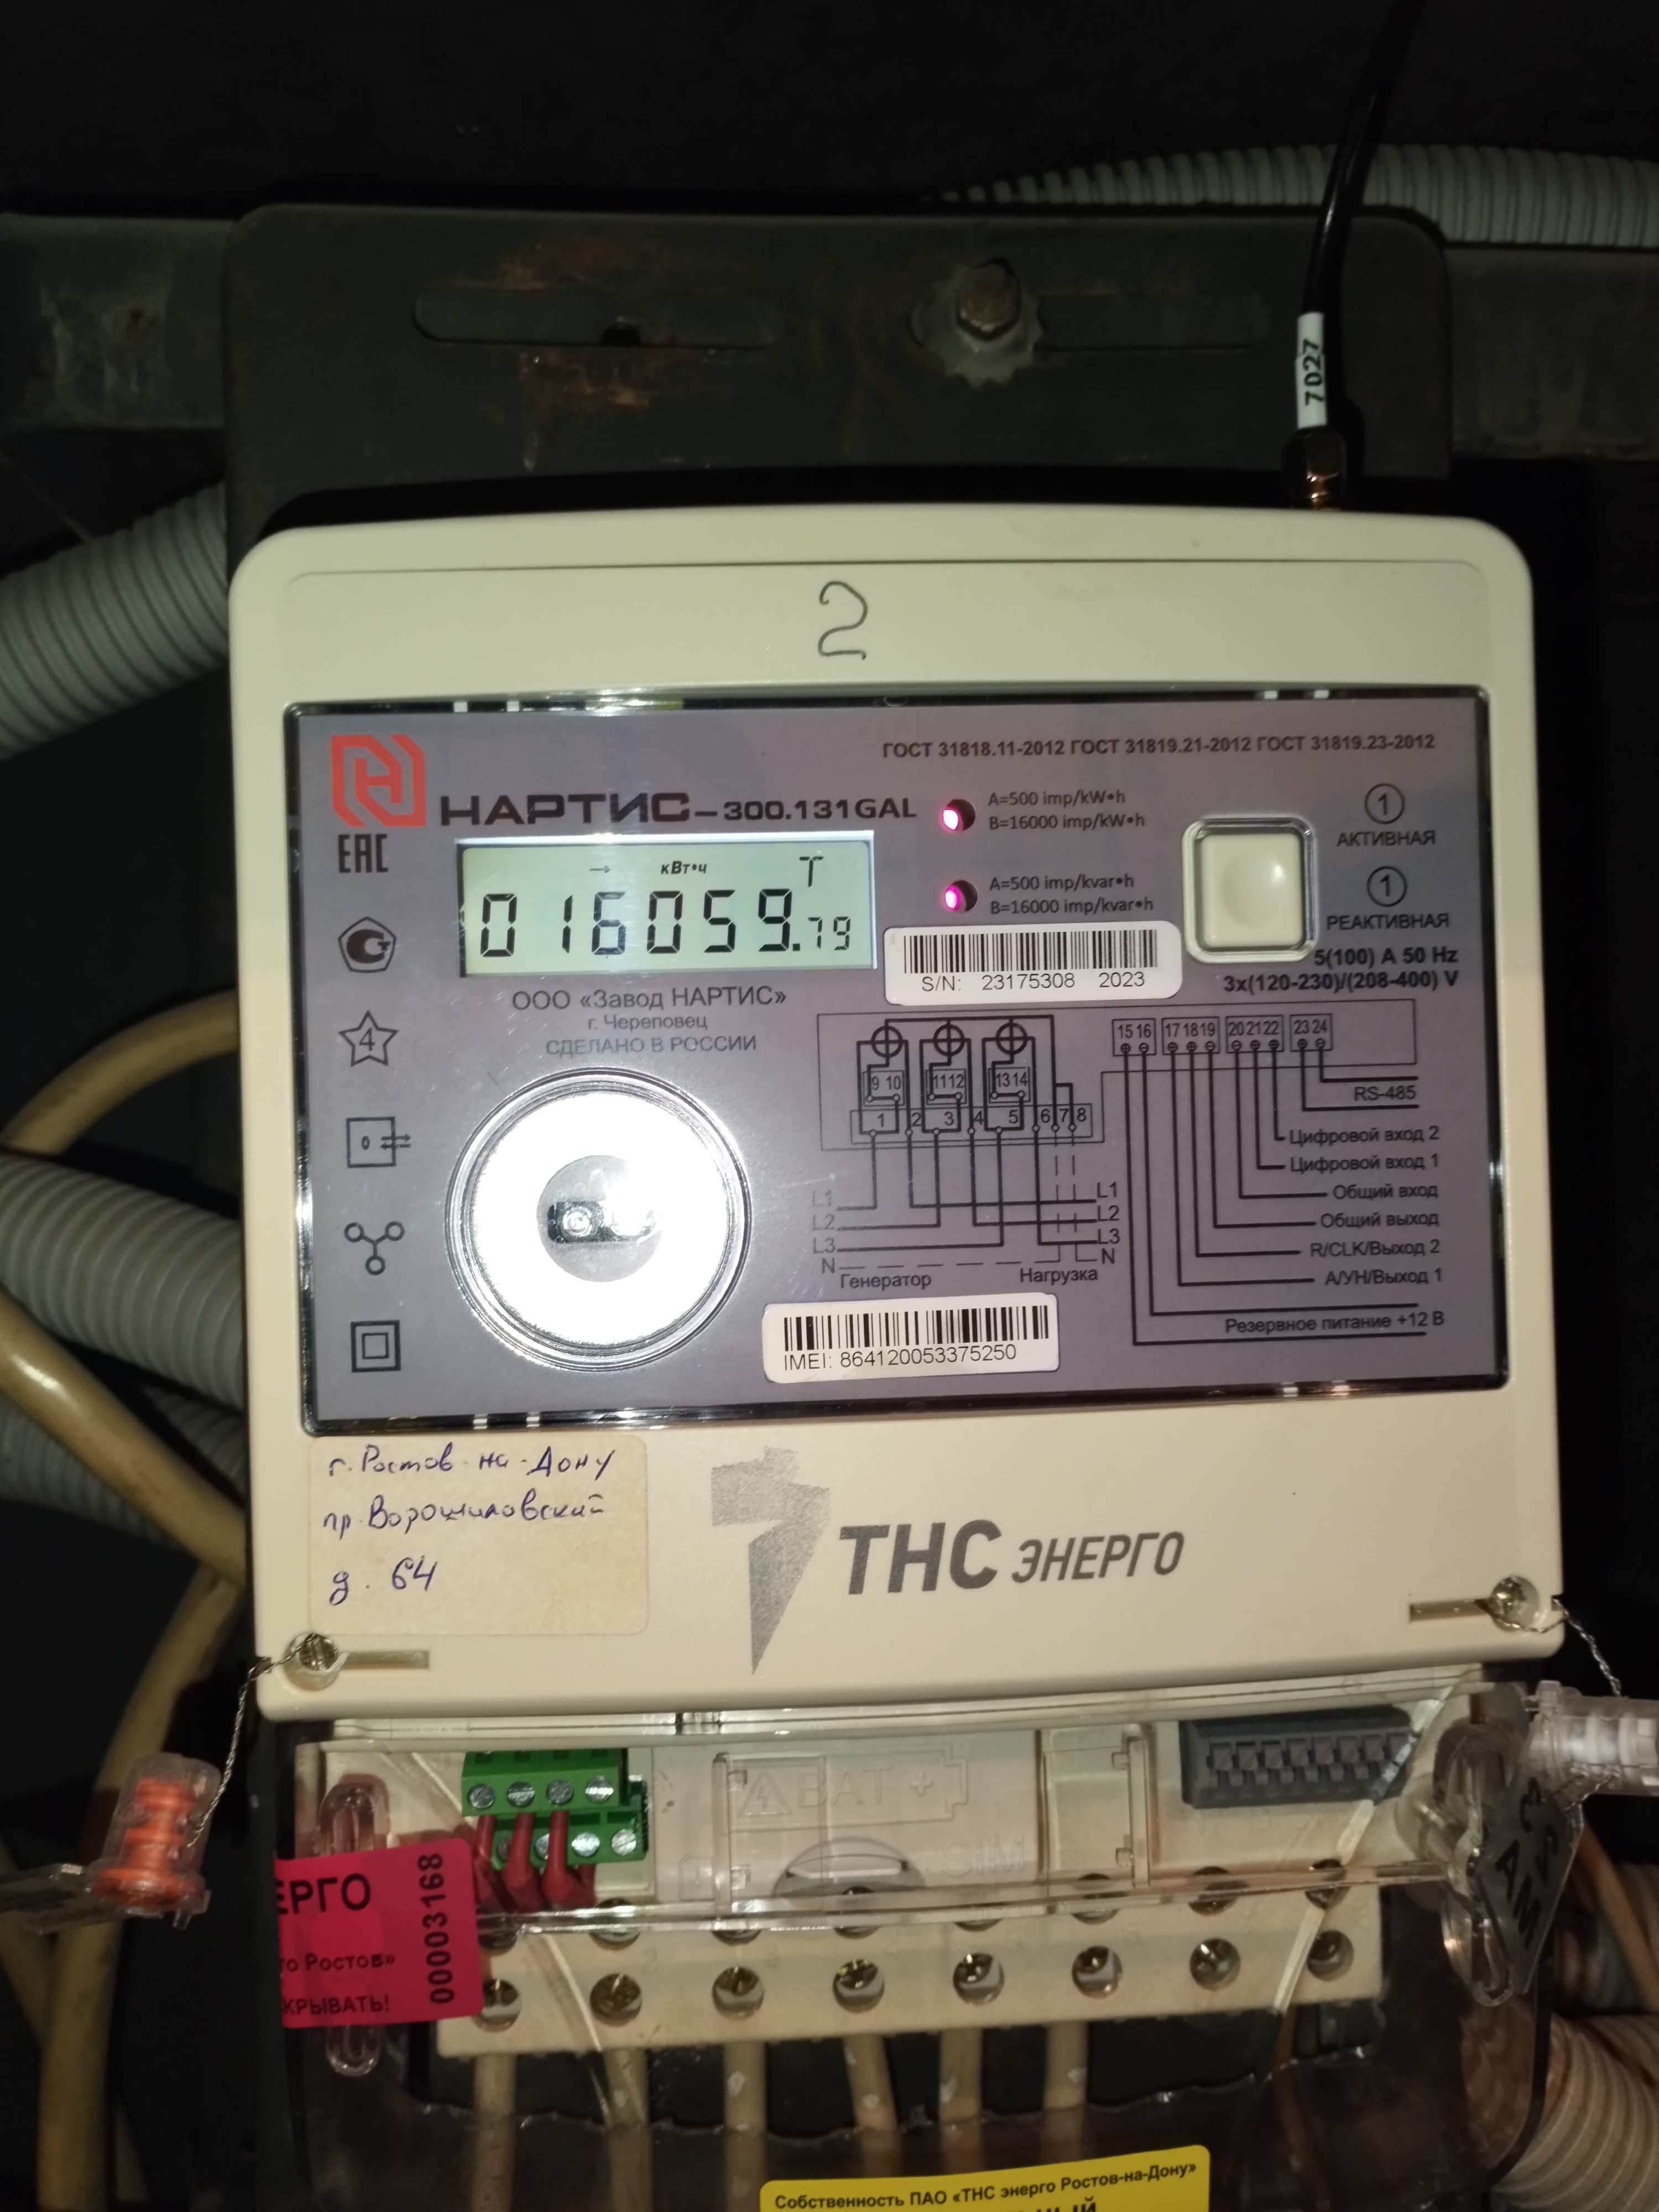 7027
2
ГОСТ 31818.11-2012 ГОСТ 31819.21-2012 ГОСТ 31819.23-2012
НАРТИС-300.131GAL
EAC
A=500 imp/kW•h
B=16000 imp/kW•h
1
АКТИВНАЯ
→ кВт•ч T
016059.79
A=500 imp/kvar•h
B=16000 imp/kvar•h
1
РЕАКТИВНАЯ
5(100) A 50 Hz
3x(120-230)/(208-400) V
S/N: 23175308 2023
ООО «Завод НАРТИС»
г. Череповец
СДЕЛАНО В РОССИИ
4
15 16 17 18 19 20 21 22 23 24
9 10 11 12 13 14
1 2 3 4 5 6 7 8
RS-485
Цифровой вход 2
Цифровой вход 1
Общий вход
Общий выход
R/CLK/Выход 2
А/УН/Выход 1
Резервное питание +12 В
L1 L1
L2 L2
L3 L3
N N
Генератор Нагрузка
IMEI: 864120053375250
г. Ростов-на-Дону
пр. Ворошиловский
д. 64
ТНС ЭНЕРГО
BAT +
SIM
ЕРГО
о Ростов»
КРЫВАТЬ!
00003168
Собственность ПАО «ТНС энерго Ростов-на-Дону»